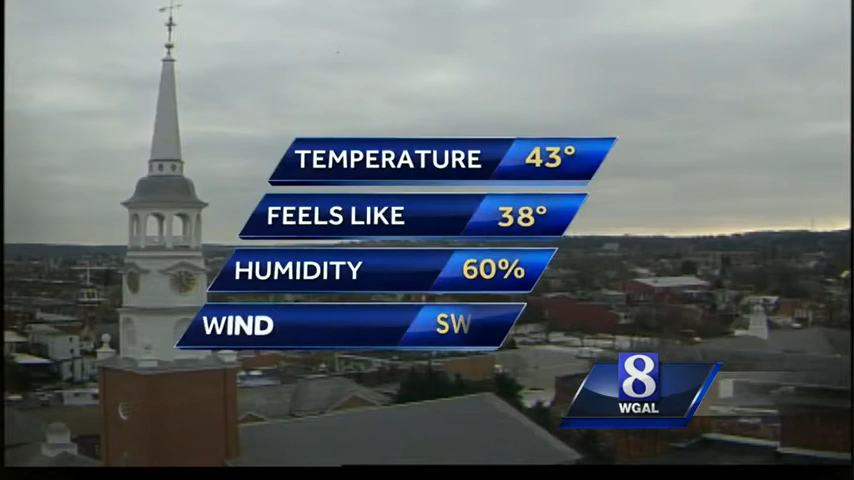 TEMPERATURE 43°
FEELS LIKE 38°
HUMIDITY 60%
WIND SW
8
WGAL